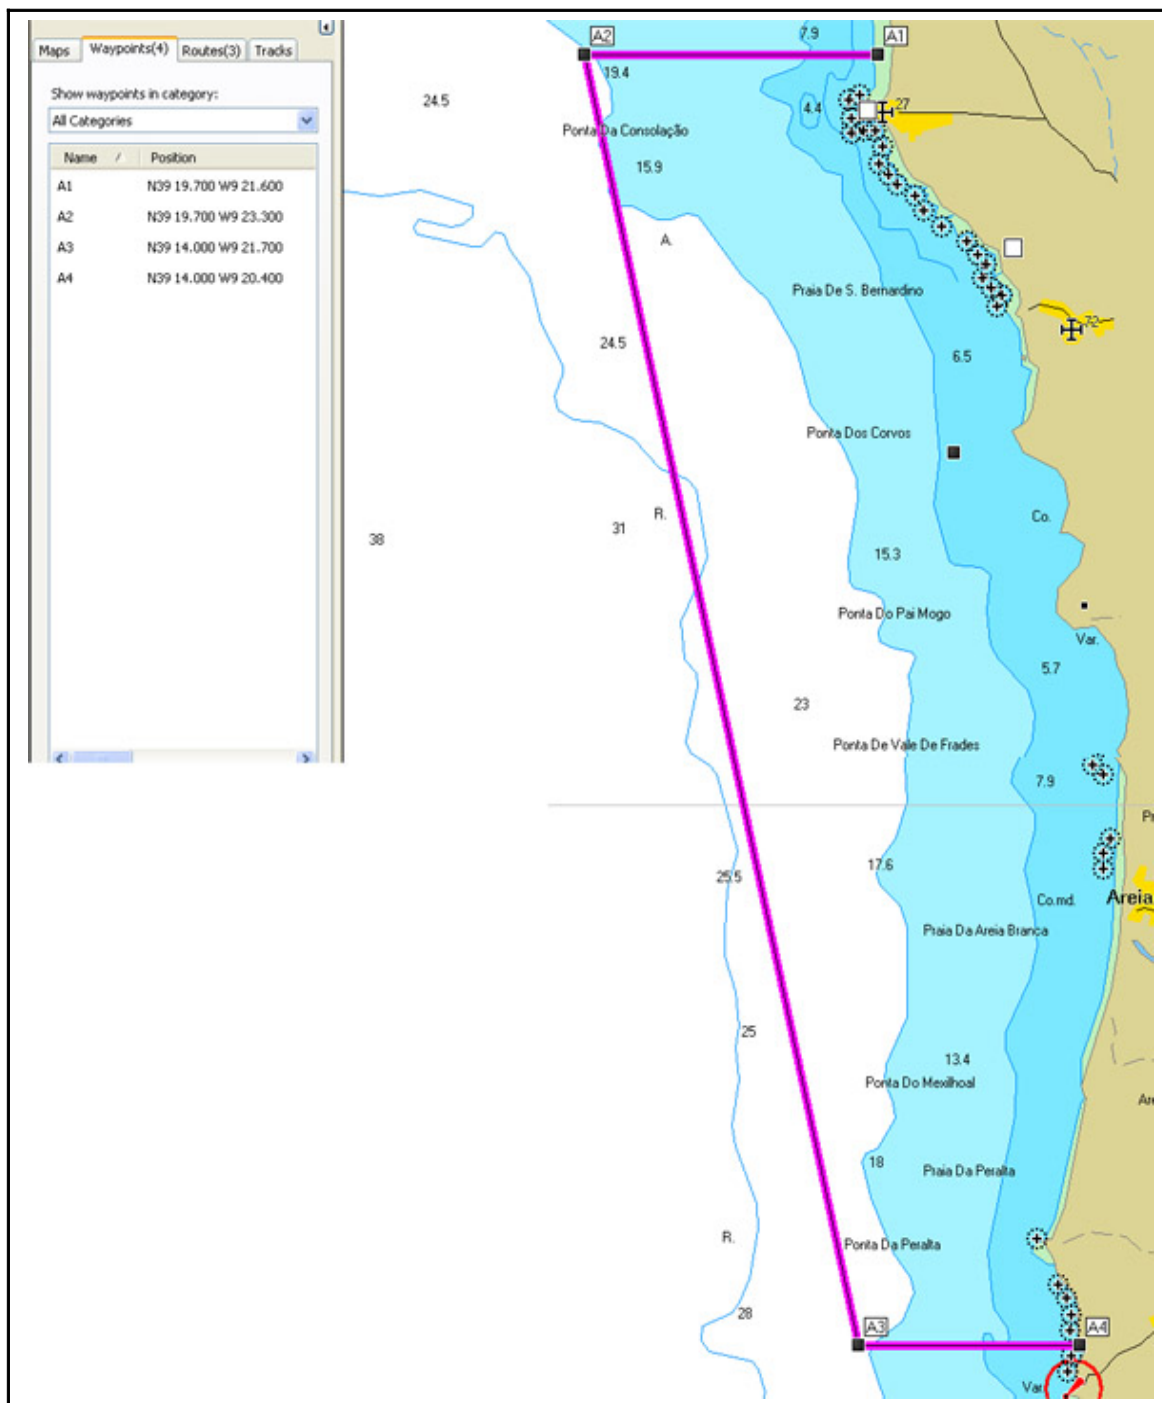 Maps Waypoints(4) Routes(3) Tracks
Show waypoints in category:
All Categories
Name / Position
A1 N39 19.700 W9 21.600
A2 N39 19.700 W9 23.300
A3 N39 14.000 W9 21.700
A4 N39 14.000 W9 20.400
A2
7.9
A1
19.4
24.5
4.4
27
Ponta Da Consolação
15.9
A.
Praia De S. Bernardino
72
24.5
6.5
Ponta Dos Corvos
R.
Co.
31
38
15.3
Ponta Do Pai Mogo
Var.
5.7
23
Ponta De Vale De Frades
7.9
17.6
25.5
Co.md.
Areia
Praia Da Areia Branca
25
13.4
Ponta Do Mexilhoal
18
Praia Da Peralta
R.
Ponta Da Peralta
28
A3
A4
Var.